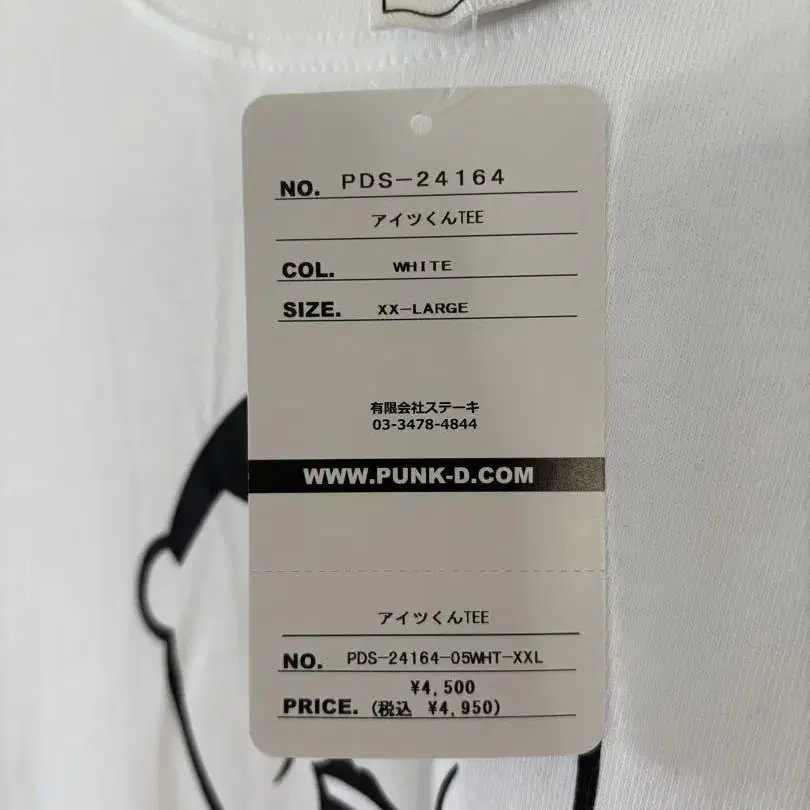 NO. PDS-24164
アイツくんTEE
COL. WHITE
SIZE. XX-LARGE
有限会社ステーキ
03-3478-4844
WWW.PUNK-D.COM
アイツくんTEE
NO. PDS-24164-05WHT-XXL
¥4,500
PRICE. (税込 ¥4,950)